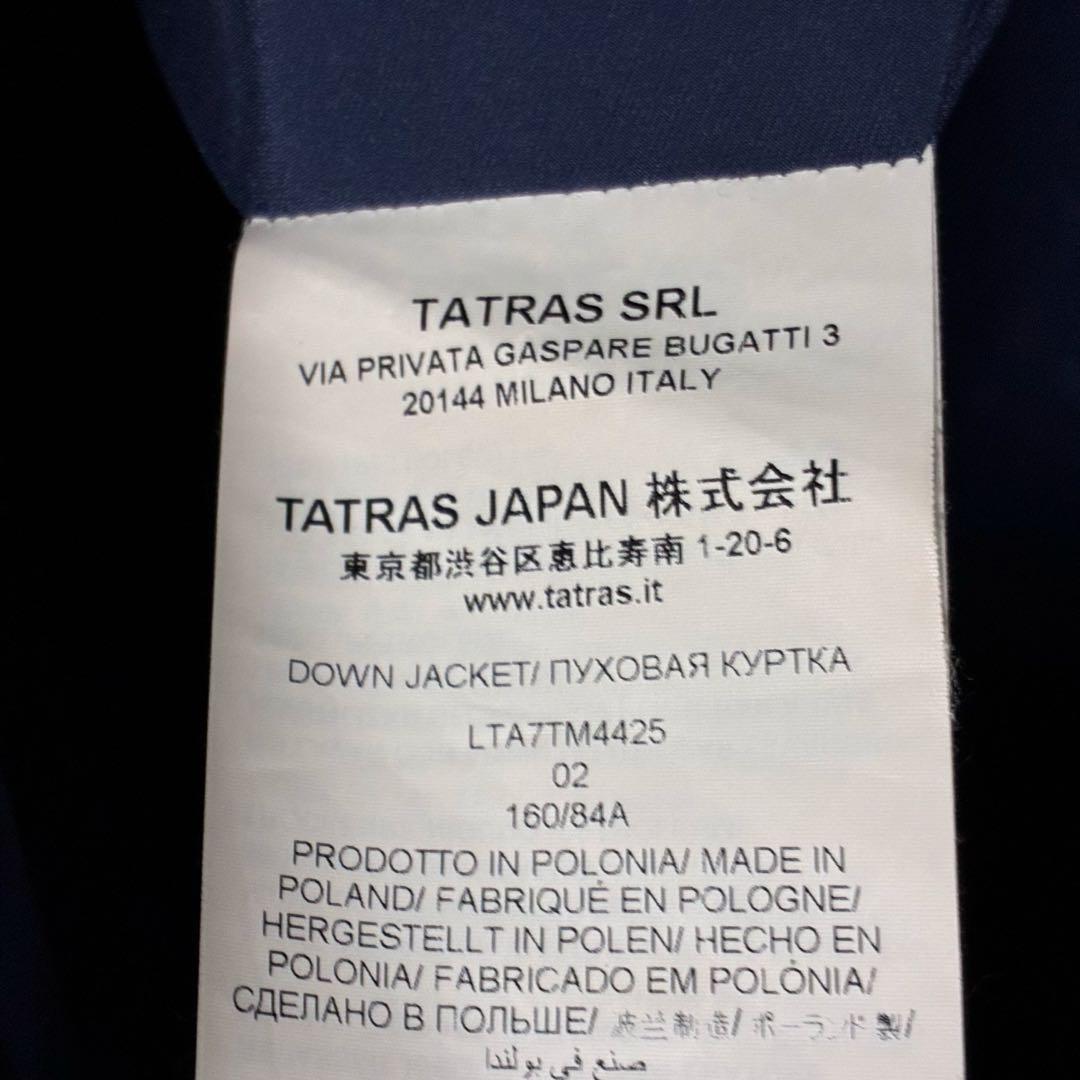 TATRAS SRL
VIA PRIVATA GASPARE BUGATTI 3
20144 MILANO ITALY
TATRAS JAPAN 株式会社
東京都渋谷区恵比寿南 1-20-6
www.tatras.it
DOWN JACKET/ ПУХОВАЯ КУРТКА
LTA7TM4425
02
160/84A
PRODOTTO IN POLONIA/ MADE IN
POLAND/ FABRIQUÉ EN POLOGNE/
HERGESTELLT IN POLEN/ HECHO EN
POLONIA/ FABRICADO EM POLÓNIA/
СДЕЛАНО В ПОЛЬШЕ/ 波兰制造/ ポーランド製/
صنع في بولندا